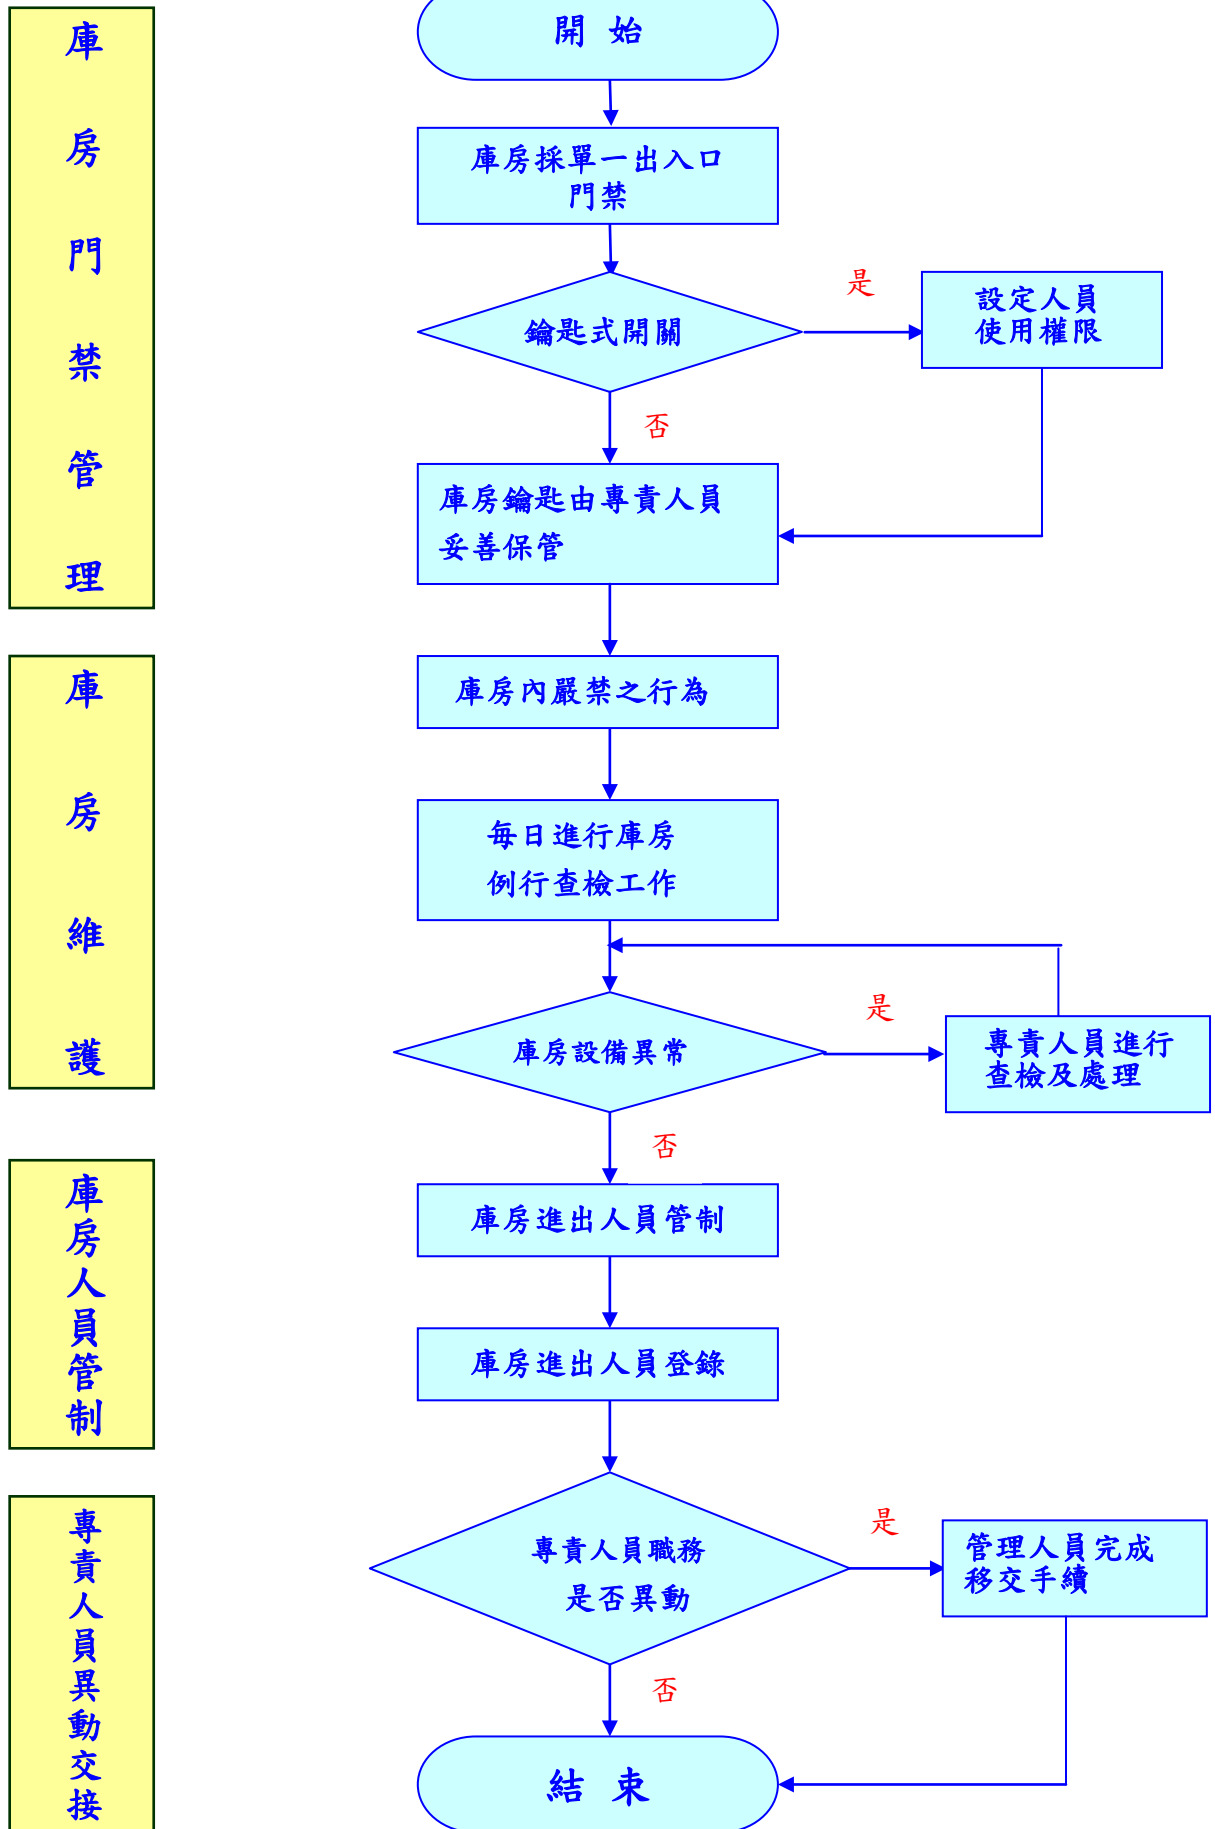 庫房門禁管理
開 始
庫房採單一出入口
門禁
鑰匙式開關
是
設定人員
使用權限
否
庫房鑰匙由專責人員
妥善保管
庫房維護
庫房內嚴禁之行為
每日進行庫房
例行查檢工作
庫房設備異常
是
專責人員進行
查檢及處理
否
庫房人員管制
庫房進出人員管制
庫房進出人員登錄
專責人員異動交接
專責人員職務
是否異動
是
管理人員完成
移交手續
否
結 束